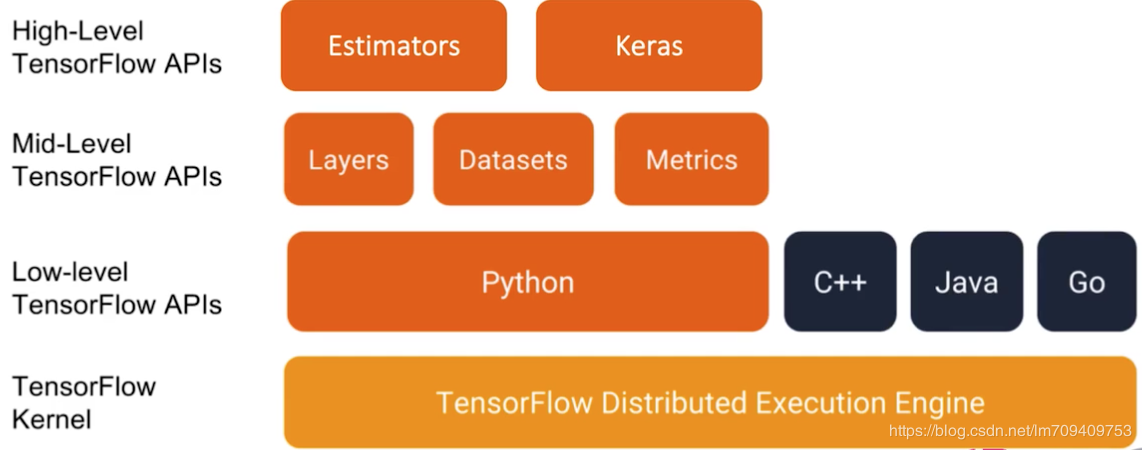 High-Level
TensorFlow APIs
Estimators
Keras
Mid-Level
TensorFlow APIs
Layers
Datasets
Metrics
Low-level
TensorFlow APIs
Python
C++
Java
Go
TensorFlow
Kernel
TensorFlow Distributed Execution Engine
https://blog.csdn.net/lm709409753